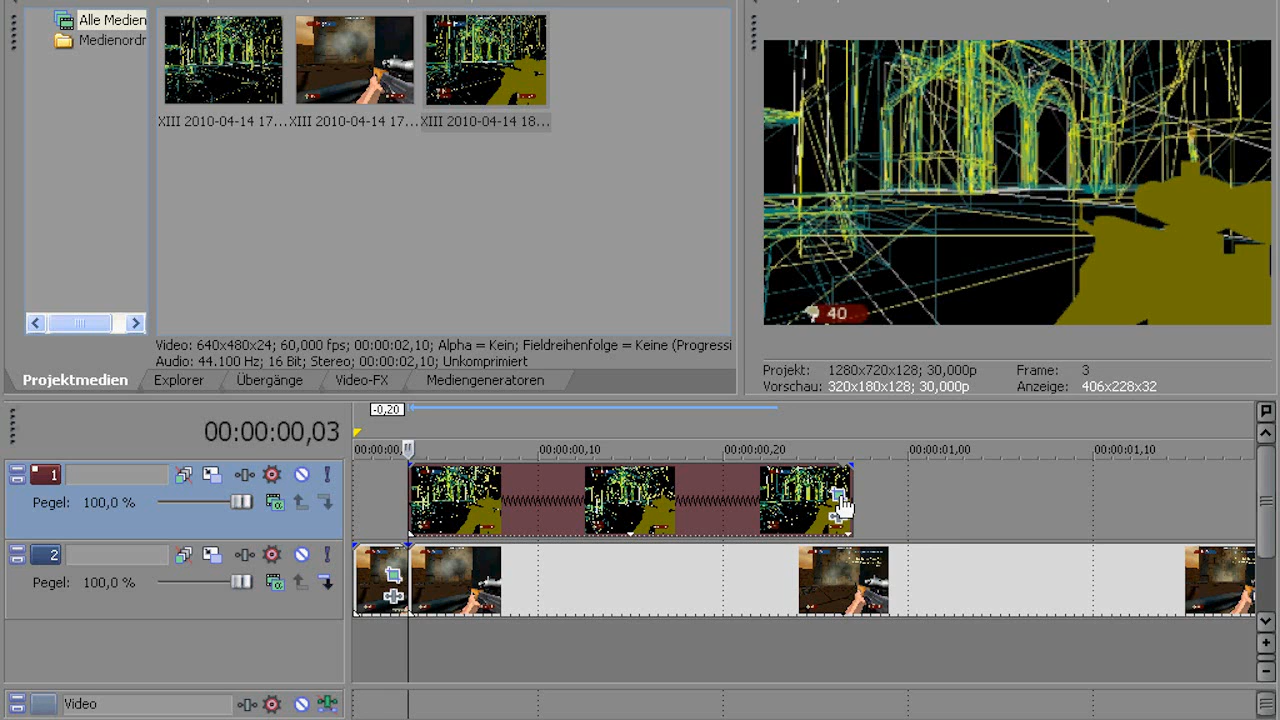 Alle Medien
Medienordr
XIII 2010-04-14 17...
XIII 2010-04-14 17...
XIII 2010-04-14 18...
Video: 640x480x24; 60,000 fps; 00:00:02,10; Alpha = Kein; Fieldreihenfolge = Keine (Progressi
Audio: 44.100 Hz; 16 Bit; Stereo; 00:00:02,10; Unkomprimiert
Projektmedien Explorer Übergänge Video-FX Mediengeneratoren
40
Projekt: 1280x720x128; 30,000p Frame: 3
Vorschau: 320x180x128; 30,000p Anzeige: 406x228x32
-0,20
00:00:00,03
00:00:00, 00:00:00,10 00:00:00,20 00:00:01,00 00:00:01,10
1
Pegel: 100,0 %
2
Pegel: 100,0 %
Video